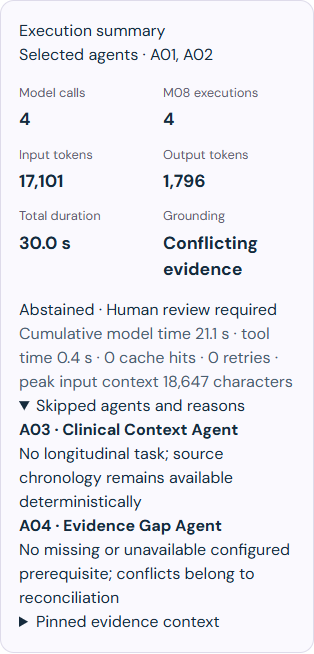 Execution summary
Selected agents · A01, A02
Model calls
4
M08 executions
4
Input tokens
17,101
Output tokens
1,796
Total duration
30.0 s
Grounding
Conflicting
evidence
Abstained · Human review required
Cumulative model time 21.1 s · tool
time 0.4 s · 0 cache hits · 0 retries ·
peak input context 18,647 characters
▼ Skipped agents and reasons
A03 · Clinical Context Agent
No longitudinal task; source
chronology remains available
deterministically
A04 · Evidence Gap Agent
No missing or unavailable configured
prerequisite; conflicts belong to
reconciliation
▶ Pinned evidence context